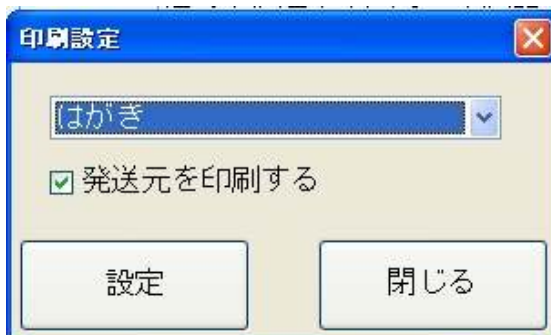 印刷設定
はがき
発送元を印刷する
設定
閉じる